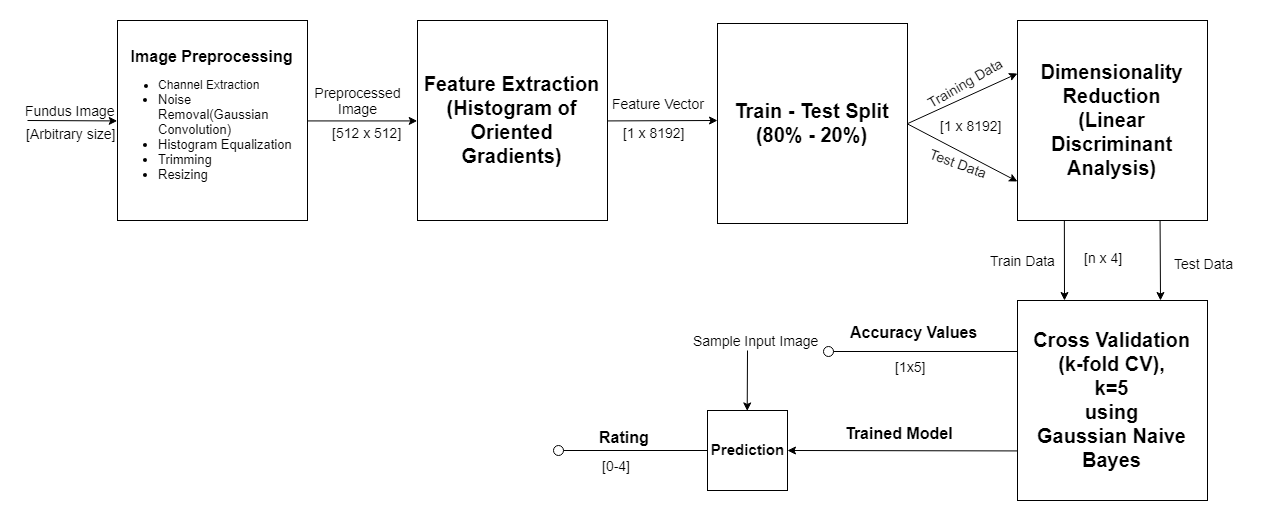 Fundus Image
[Arbitrary size]
Image Preprocessing
• Channel Extraction
• Noise
Removal(Gaussian
Convolution)
• Histogram Equalization
• Trimming
• Resizing
Preprocessed
Image
[512 x 512]
Feature Extraction
(Histogram of
Oriented
Gradients)
Feature Vector
[1 x 8192]
Train - Test Split
(80% - 20%)
Training Data
[1 x 8192]
Test Data
Dimensionality
Reduction
(Linear
Discriminant
Analysis)
Train Data
[n x 4]
Test Data
Cross Validation
(k-fold CV),
k=5
using
Gaussian Naive
Bayes
Accuracy Values
[1x5]
Trained Model
Sample Input Image
Prediction
Rating
[0-4]